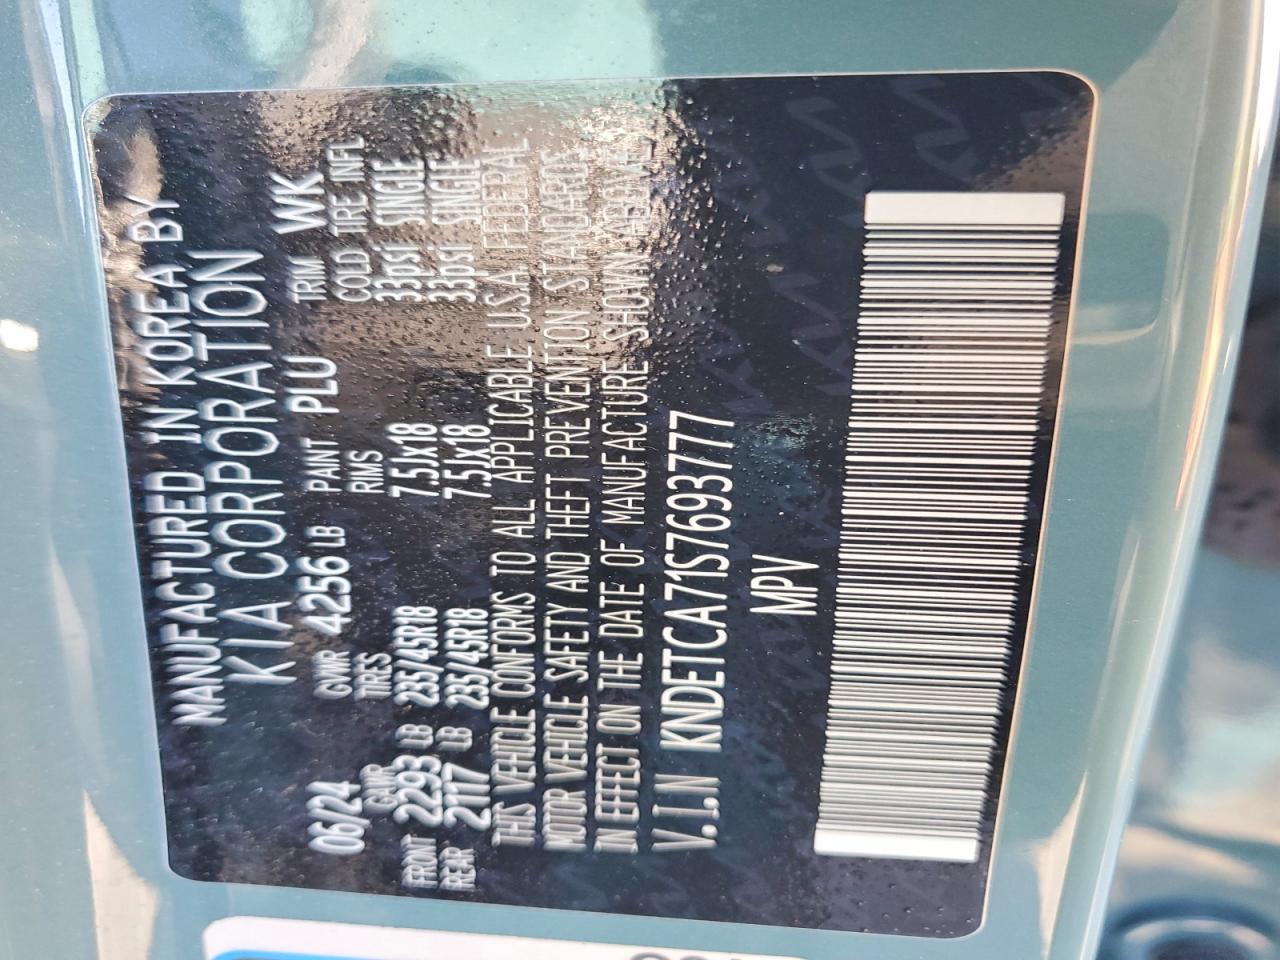 MANUFACTURED IN KOREA BY
KIA CORPORATION
06/24 GVWR 4256 LB PAINT PLU TRM WK
GAWR TIRES RIMS COLD TIRE INFL
FRONT 2293 LB 235/45R18 7.5JX18 33psi SINGLE
REAR 2117 LB 235/45R18 7.5JX18 33psi SINGLE
THIS VEHICLE CONFORMS TO ALL APPLICABLE U.S.A FEDERAL
MOTOR VEHICLE SAFETY AND THEFT PREVENTION STANDARDS
IN EFFECT ON THE DATE OF MANUFACTURE SHOWN ABOVE.
V.I.N KNDETCA71S7693777
MPV